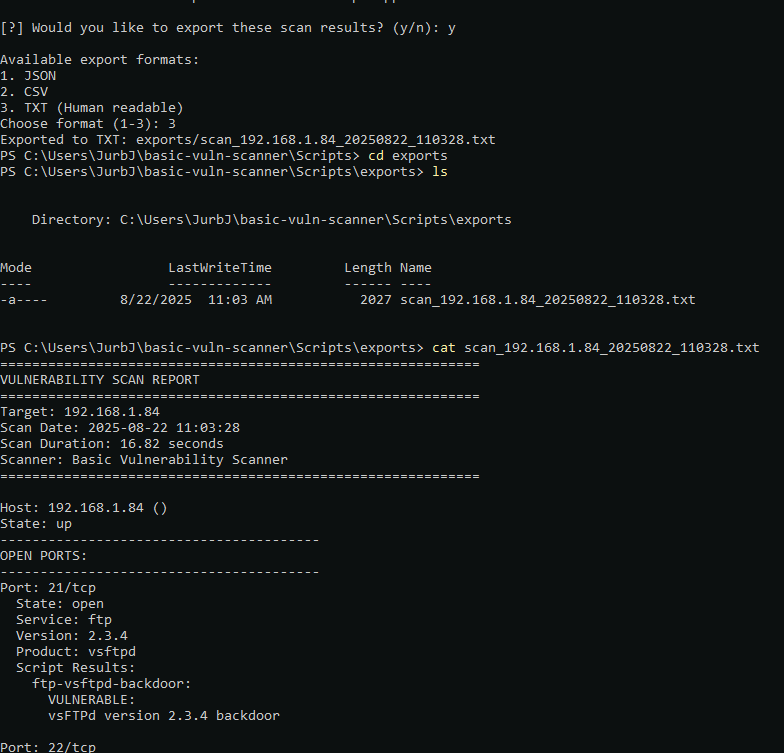 [?] Would you like to export these scan results? (y/n): y
Available export formats:
1. JSON
2. CSV
3. TXT (Human readable)
Choose format (1-3): 3
Exported to TXT: exports/scan_192.168.1.84_20250822_110328.txt
PS C:\Users\JurbJ\basic-vuln-scanner\Scripts> cd exports
PS C:\Users\JurbJ\basic-vuln-scanner\Scripts\exports> ls
    Directory: C:\Users\JurbJ\basic-vuln-scanner\Scripts\exports
Mode                 LastWriteTime         Length Name
----                 -------------         ------ ----
-a----         8/22/2025  11:03 AM           2027 scan_192.168.1.84_20250822_110328.txt
PS C:\Users\JurbJ\basic-vuln-scanner\Scripts\exports> cat scan_192.168.1.84_20250822_110328.txt
============================================================
VULNERABILITY SCAN REPORT
============================================================
Target: 192.168.1.84
Scan Date: 2025-08-22 11:03:28
Scan Duration: 16.82 seconds
Scanner: Basic Vulnerability Scanner
============================================================
Host: 192.168.1.84 ()
State: up
----------------------------------------
OPEN PORTS:
----------------------------------------
Port: 21/tcp
  State: open
  Service: ftp
  Version: 2.3.4
  Product: vsftpd
  Script Results:
    ftp-vsftpd-backdoor:
      VULNERABLE:
      vsFTPd version 2.3.4 backdoor
Port: 22/tcp